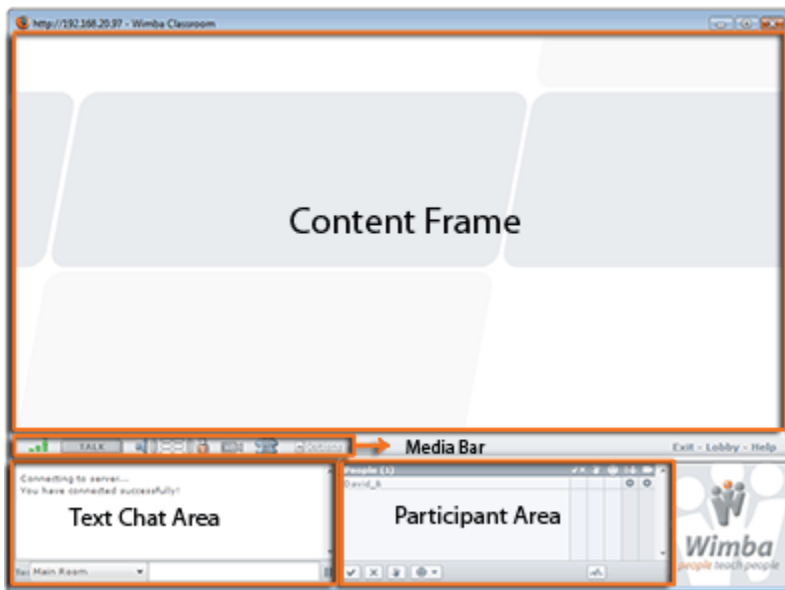 http://192.168.20.97 - Wimba Classroom
Content Frame
TALK Options
Media Bar
Exit - Lobby - Help
Connecting to server...
You have connected successfully!
Text Chat Area
Main Room
People (1)
David_B
Participant Area
Wimba
people teach people